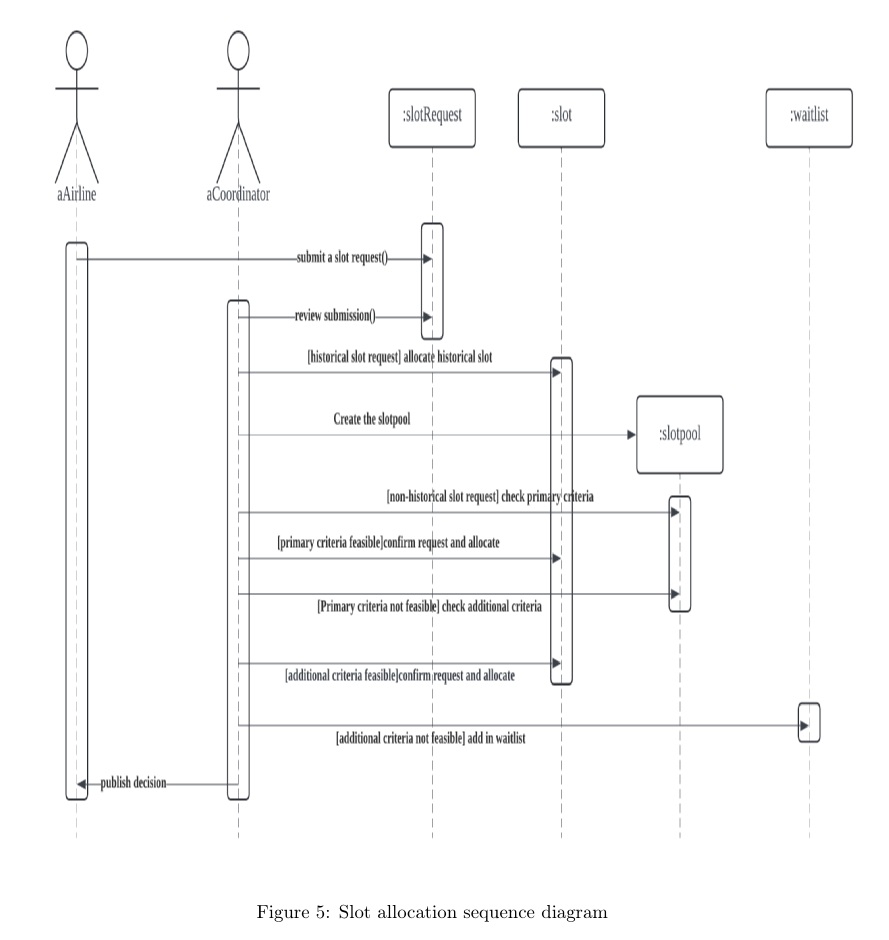 :slotRequest
:slot
:waitlist
aAirline
aCoordinator
submit a slot request()
review submission()
[historical slot request] allocate historical slot
Create the slotpool
:slotpool
[non-historical slot request] check primary criteria
[primary criteria feasible]confirm request and allocate
[Primary criteria not feasible] check additional criteria
[additional criteria feasible]confirm request and allocate
[additional criteria not feasible] add in waitlist
publish decision
Figure 5: Slot allocation sequence diagram